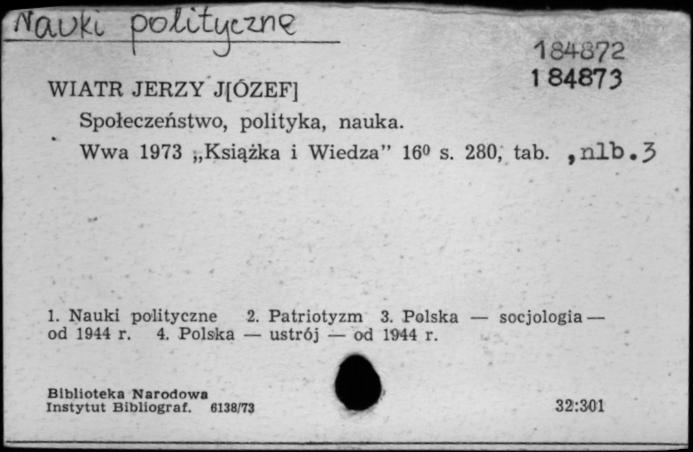 Nauki polityczne
184872
184873
WIATR JERZY J[ÓZEF]
Społeczeństwo, polityka, nauka.
Wwa 1973 „Książka i Wiedza” 16⁰ s. 280, tab. , nlb. 3
1. Nauki polityczne 2. Patriotyzm 3. Polska — socjologia —
od 1944 r. 4. Polska — ustrój — od 1944 r.
Biblioteka Narodowa
Instytut Bibliograf. 6138/73
32:301